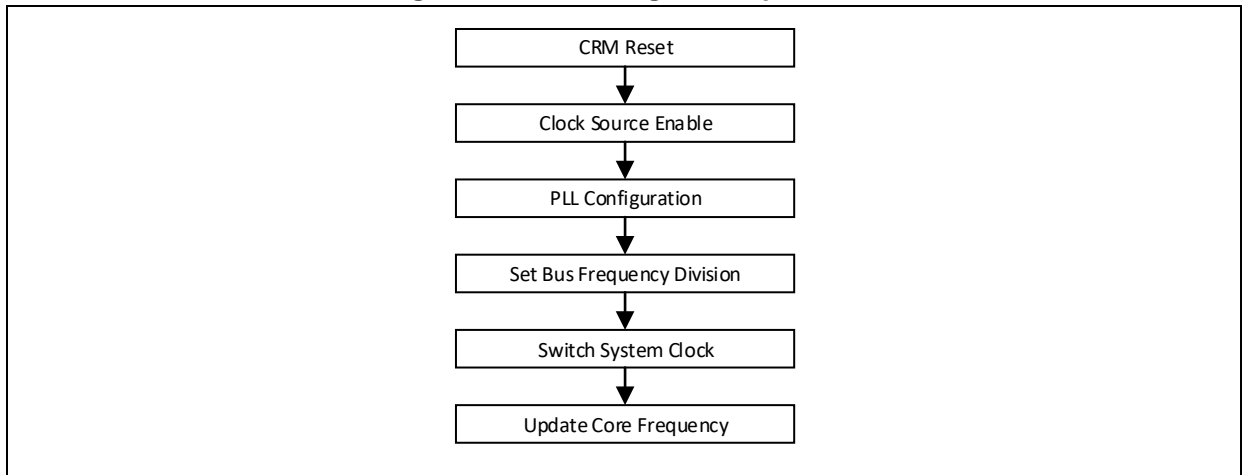 CRM Reset
Clock Source Enable
PLL Configuration
Set Bus Frequency Division
Switch System Clock
Update Core Frequency